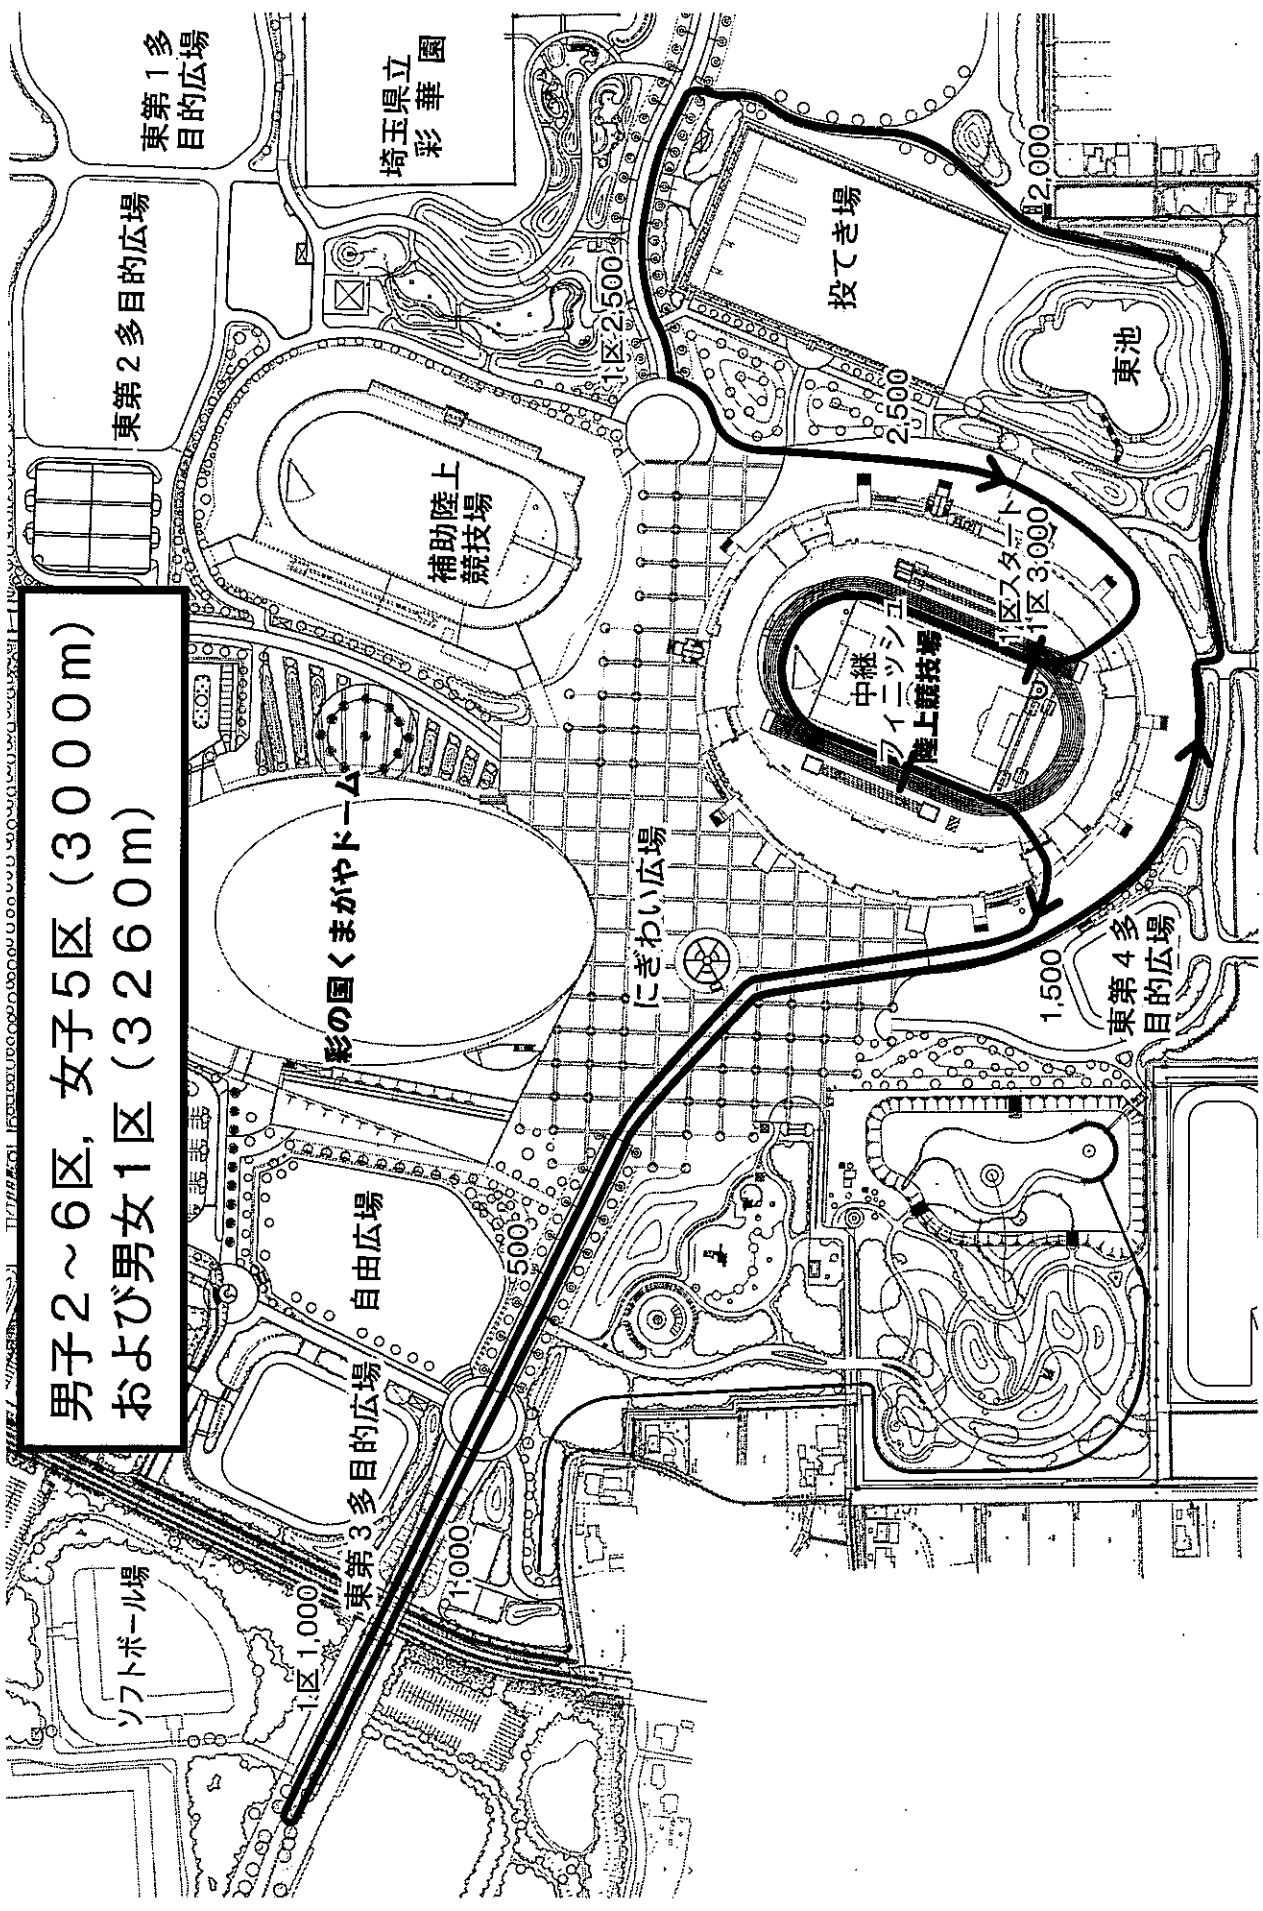 男子2～6区，女子5区（3000m）
および男女1区（3260m）
東第1多
目的広場
埼玉県立
彩華園
東第2多目的広場
補助陸上
競技場
1区2,500
投てき場
2,000
東池
2,500
1区スタート
1区3,000
中継
フィニッシュ
陸上競技場
にぎわい広場
彩の国くまがやドーム
1,500
東第4多
目的広場
自由広場
500
東第3多目的広場
1,000
1区1,000
ソフトボール場